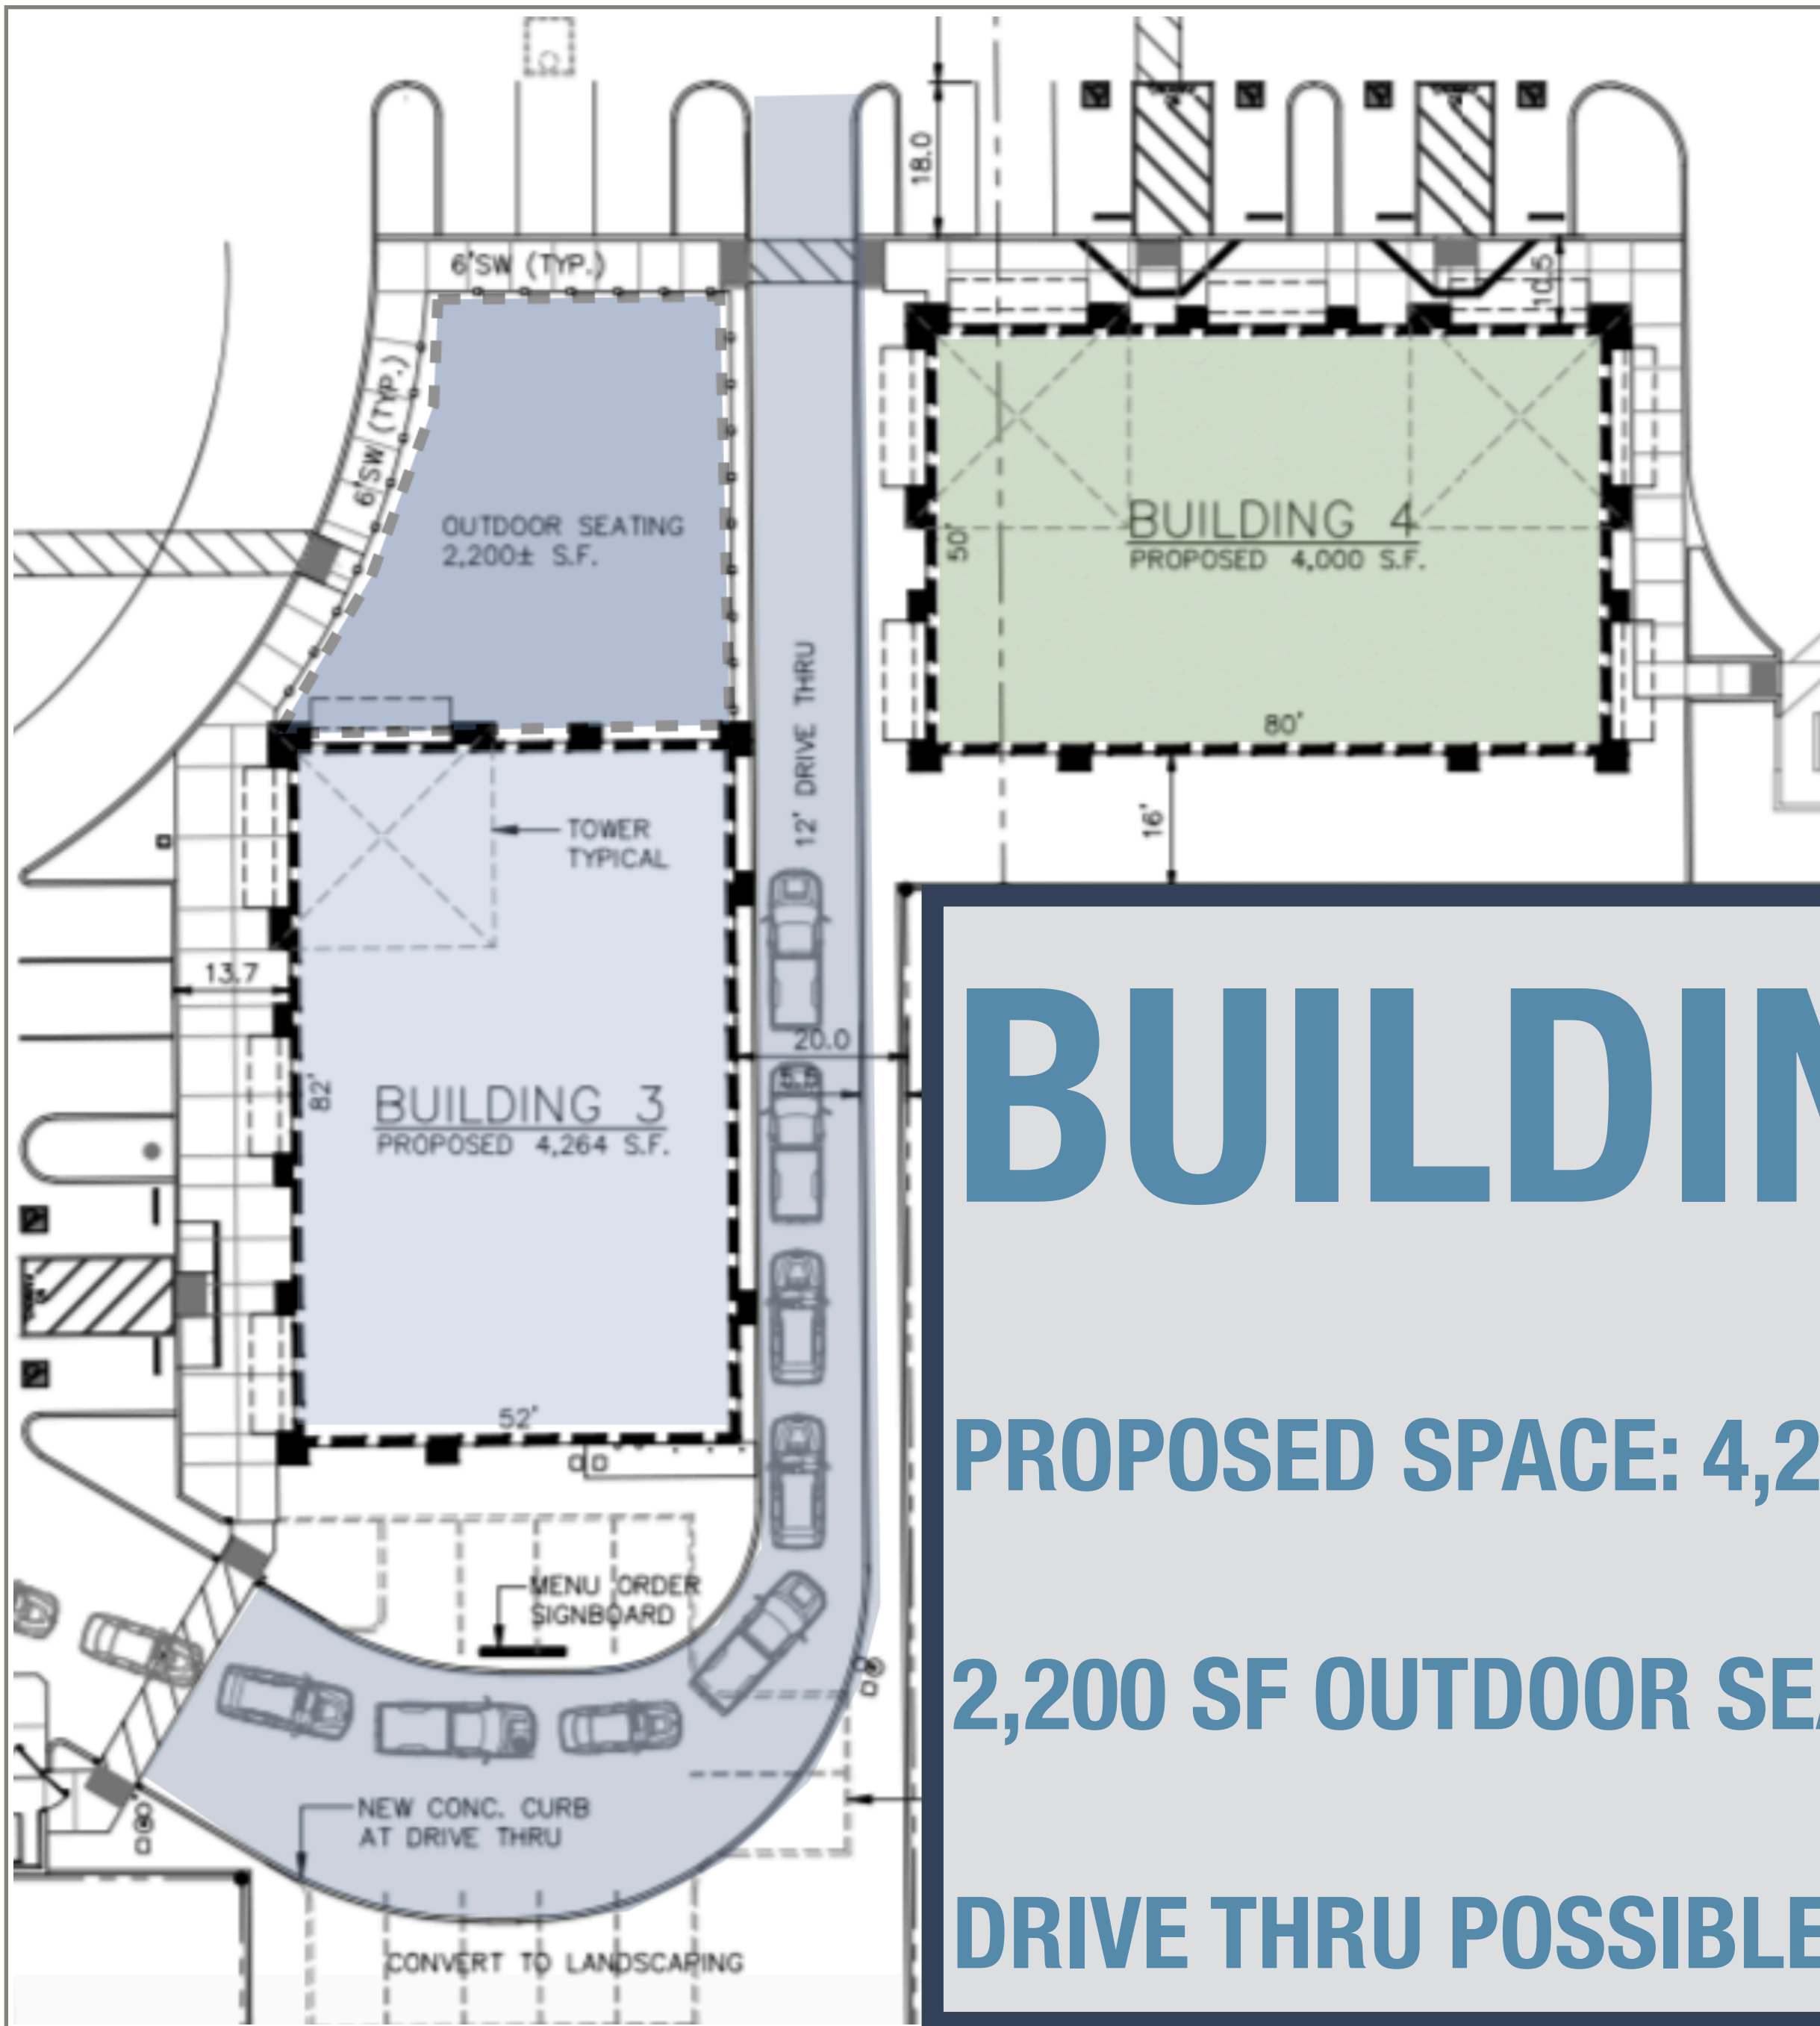 18.0
6'SW (TYP.)
10.5
6'SW (TYP.)
OUTDOOR SEATING
2,200± S.F.
BUILDING 4
PROPOSED 4,000 S.F.
50'
80'
12' DRIVE THRU
16'
TOWER
TYPICAL
13.7
20.0
82'
BUILDING 3
PROPOSED 4,264 S.F.
52'
MENU ORDER
SIGNBOARD
NEW CONC. CURB
AT DRIVE THRU
CONVERT TO LANDSCAPING
BUILDIN
PROPOSED SPACE: 4,2
2,200 SF OUTDOOR SEA
DRIVE THRU POSSIBLE